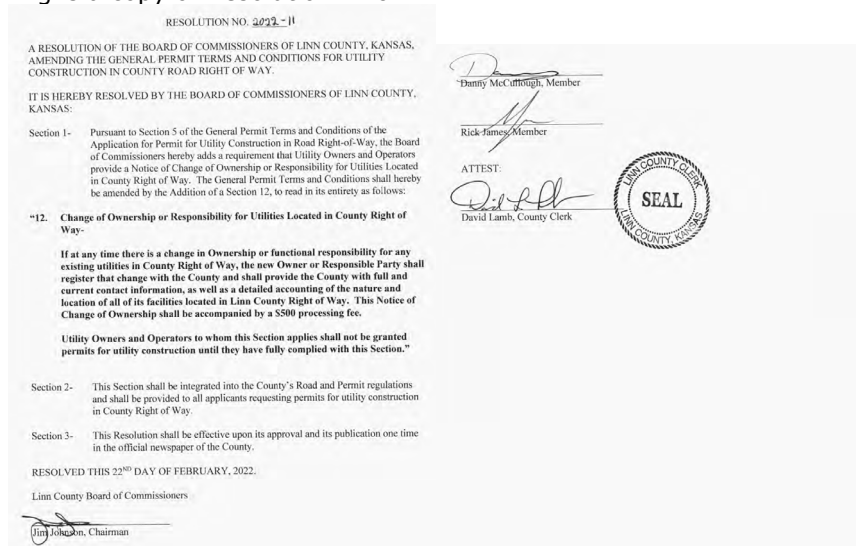 RESOLUTION NO. 2022-11
A RESOLUTION OF THE BOARD OF COMMISSIONERS OF LINN COUNTY, KANSAS,
AMENDING THE GENERAL PERMIT TERMS AND CONDITIONS FOR UTILITY
CONSTRUCTION IN COUNTY ROAD RIGHT OF WAY.
IT IS HEREBY RESOLVED BY THE BOARD OF COMMISSIONERS OF LINN COUNTY,
KANSAS:
Section 1- Pursuant to Section 5 of the General Permit Terms and Conditions of the
Application for Permit for Utility Construction in Road Right-of-Way, the Board
of Commissioners hereby adds a requirement that Utility Owners and Operators
provide a Notice of Change of Ownership or Responsibility for Utilities Located
in County Right of Way. The General Permit Terms and Conditions shall hereby
be amended by the Addition of a Section 12, to read in its entirety as follows:
"12. Change of Ownership or Responsibility for Utilities Located in County Right of
Way-
If at any time there is a change in Ownership or functional responsibility for any
existing utilities in County Right of Way, the new Owner or Responsible Party shall
register that change with the County and shall provide the County with full and
current contact information, as well as a detailed accounting of the nature and
location of all of its facilities located in Linn County Right of Way. This Notice of
Change of Ownership shall be accompanied by a $500 processing fee.
Utility Owners and Operators to whom this Section applies shall not be granted
permits for utility construction until they have fully complied with this Section."
Section 2- This Section shall be integrated into the County's Road and Permit regulations
and shall be provided to all applicants requesting permits for utility construction
in County Right of Way.
Section 3- This Resolution shall be effective upon its approval and its publication one time
in the official newspaper of the County.
RESOLVED THIS 22ND DAY OF FEBRUARY, 2022.
Linn County Board of Commissioners
Jim Johnson, Chairman
Danny McCullough, Member
Rick James, Member
ATTEST:
David Lamb, County Clerk
LINN COUNTY CLERK
SEAL
LINN COUNTY, KANSAS